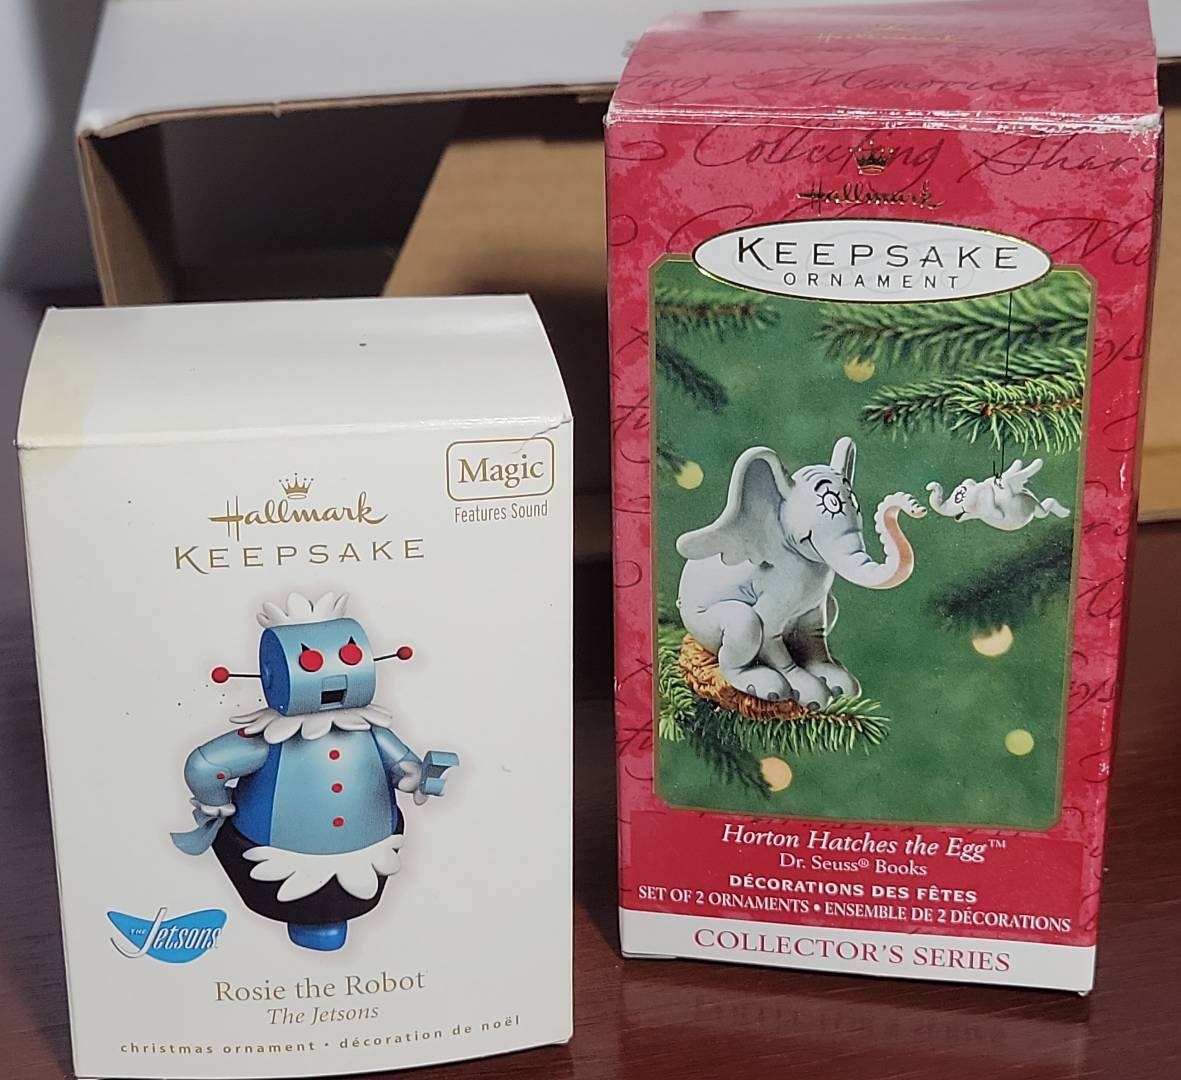 Hallmark
KEEPSAKE
Magic
Features Sound
THE Jetsons
Rosie the Robot
The Jetsons
christmas ornament • décoration de noël
Memories
Collecting Shari
Hallmark
KEEPSAKE
ORNAMENT
Horton Hatches the Egg™
Dr. Seuss® Books
DÉCORATIONS DES FÊTES
SET OF 2 ORNAMENTS • ENSEMBLE DE 2 DÉCORATIONS
COLLECTOR'S SERIES